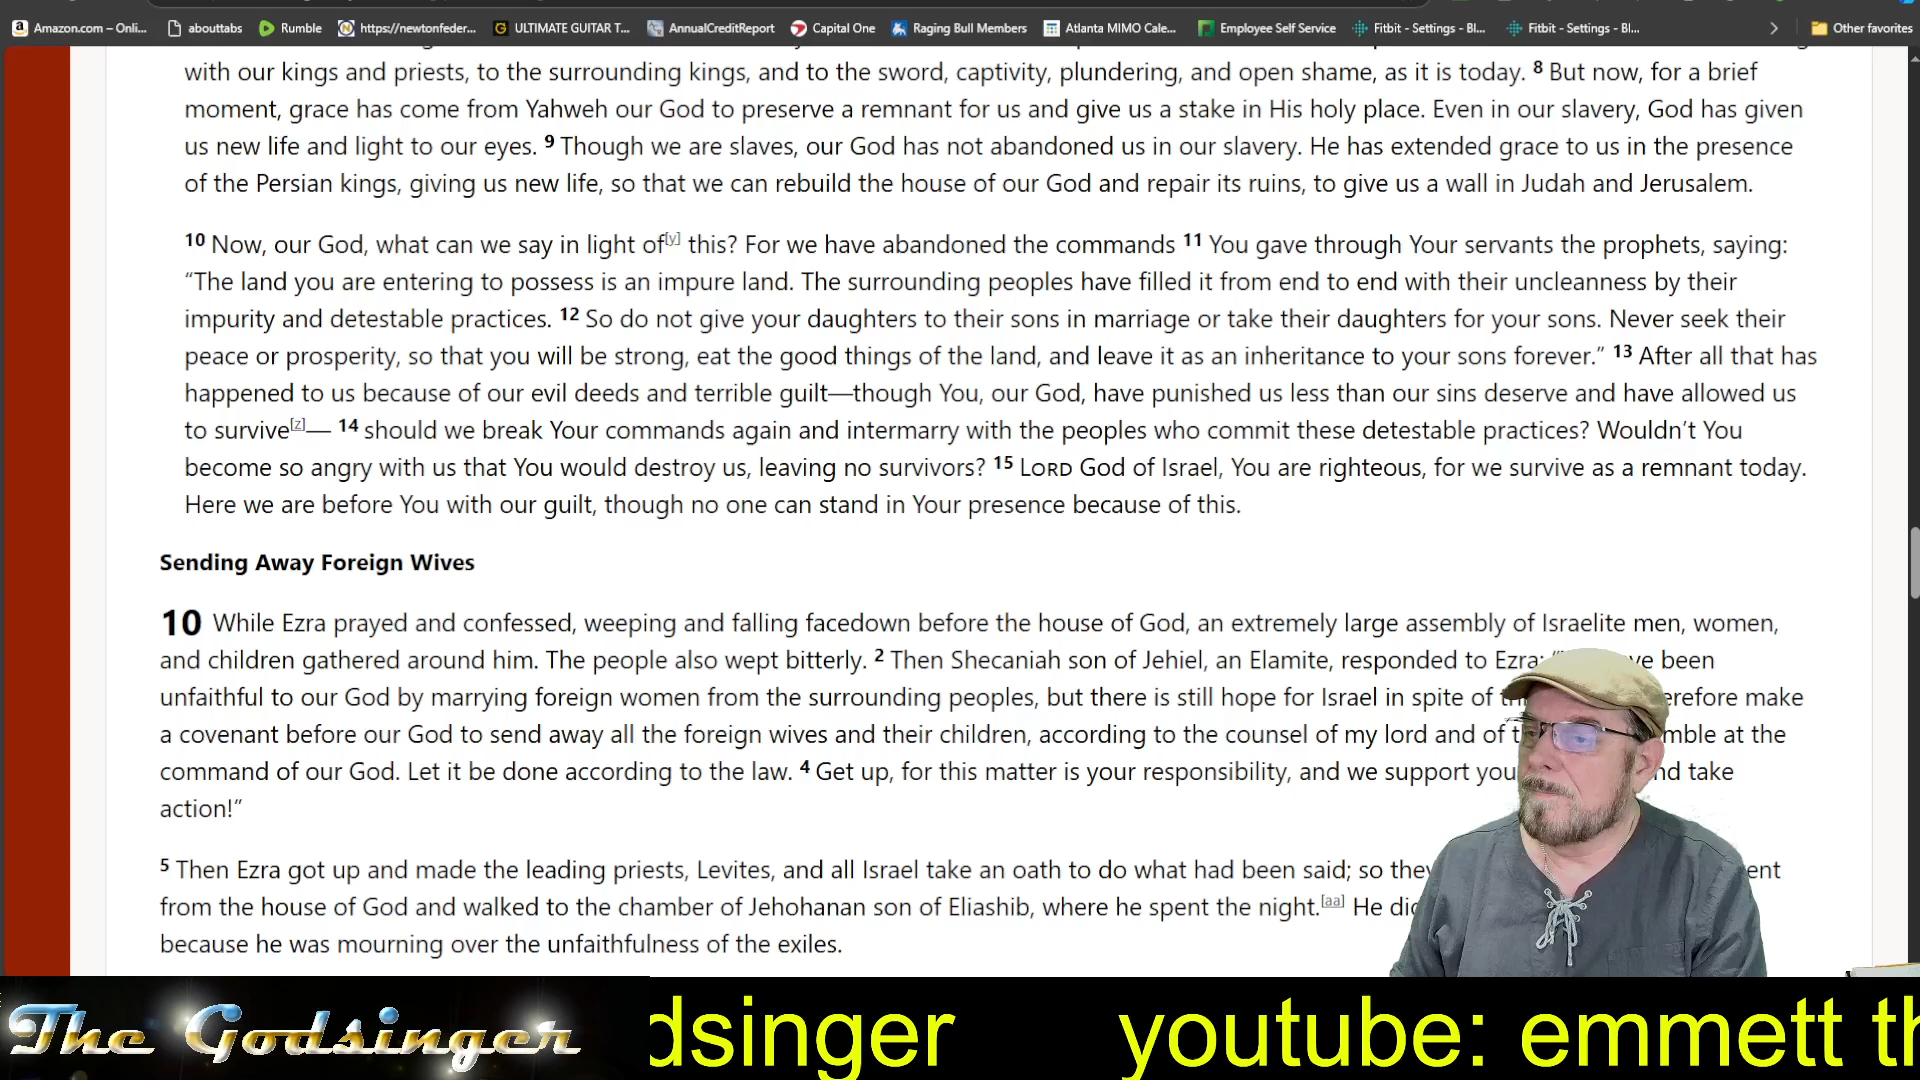 Amazon.com – Onli...
abouttabs
Rumble
https://newtonfeder...
ULTIMATE GUITAR T...
AnnualCreditReport
Capital One
Raging Bull Members
Atlanta MIMO Cale...
Employee Self Service
Fitbit - Settings - Bl...
Fitbit - Settings - Bl...
Other favorites
with our kings and priests, to the surrounding kings, and to the sword, captivity, plundering, and open shame, as it is today. 8 But now, for a brief
moment, grace has come from Yahweh our God to preserve a remnant for us and give us a stake in His holy place. Even in our slavery, God has given
us new life and light to our eyes. 9 Though we are slaves, our God has not abandoned us in our slavery. He has extended grace to us in the presence
of the Persian kings, giving us new life, so that we can rebuild the house of our God and repair its ruins, to give us a wall in Judah and Jerusalem.
10 Now, our God, what can we say in light of[y] this? For we have abandoned the commands 11 You gave through Your servants the prophets, saying:
“The land you are entering to possess is an impure land. The surrounding peoples have filled it from end to end with their uncleanness by their
impurity and detestable practices. 12 So do not give your daughters to their sons in marriage or take their daughters for your sons. Never seek their
peace or prosperity, so that you will be strong, eat the good things of the land, and leave it as an inheritance to your sons forever.” 13 After all that has
happened to us because of our evil deeds and terrible guilt—though You, our God, have punished us less than our sins deserve and have allowed us
to survive[z]— 14 should we break Your commands again and intermarry with the peoples who commit these detestable practices? Wouldn’t You
become so angry with us that You would destroy us, leaving no survivors? 15 LORD God of Israel, You are righteous, for we survive as a remnant today.
Here we are before You with our guilt, though no one can stand in Your presence because of this.
Sending Away Foreign Wives
10 While Ezra prayed and confessed, weeping and falling facedown before the house of God, an extremely large assembly of Israelite men, women,
and children gathered around him. The people also wept bitterly. 2 Then Shecaniah son of Jehiel, an Elamite, responded to Ezra: been
unfaithful to our God by marrying foreign women from the surrounding peoples, but there is still hope for Israel in spite of make
a covenant before our God to send away all the foreign wives and their children, according to the counsel of my lord and of at the
command of our God. Let it be done according to the law. 4 Get up, for this matter is your responsibility, and we support you take
action!”
5 Then Ezra got up and made the leading priests, Levites, and all Israel take an oath to do what had been said; so
from the house of God and walked to the chamber of Jehohanan son of Eliashib, where he spent the night.[aa] He
because he was mourning over the unfaithfulness of the exiles.
The Godsinger dsinger youtube: emmett th